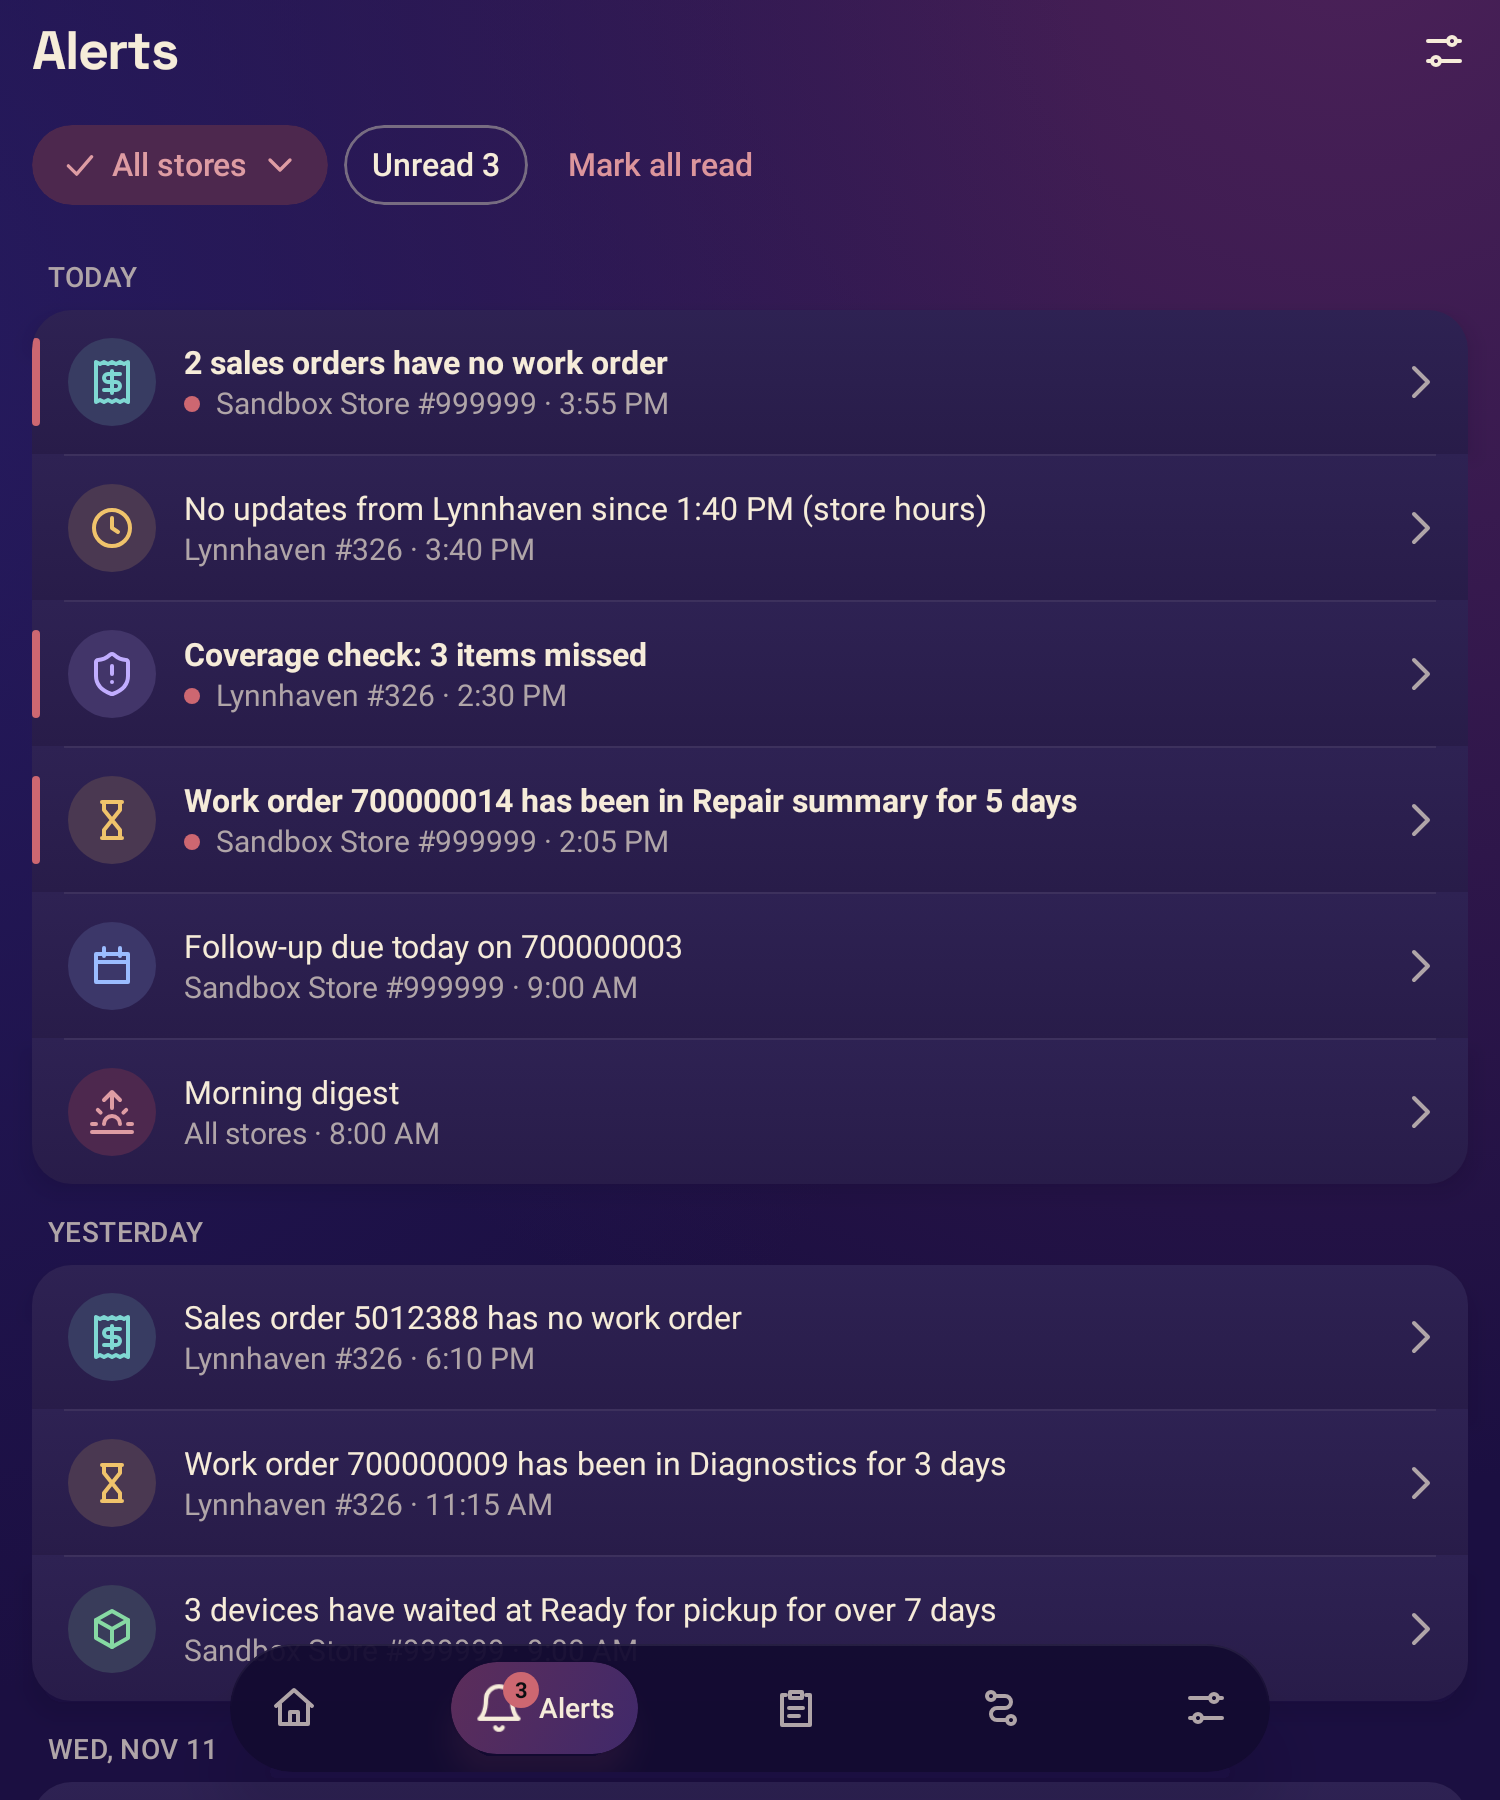 Alerts
All stores
Unread 3
Mark all read
TODAY
2 sales orders have no work order
Sandbox Store #999999 · 3:55 PM
No updates from Lynnhaven since 1:40 PM (store hours)
Lynnhaven #326 · 3:40 PM
Coverage check: 3 items missed
Lynnhaven #326 · 2:30 PM
Work order 700000014 has been in Repair summary for 5 days
Sandbox Store #999999 · 2:05 PM
Follow-up due today on 700000003
Sandbox Store #999999 · 9:00 AM
Morning digest
All stores · 8:00 AM
YESTERDAY
Sales order 5012388 has no work order
Lynnhaven #326 · 6:10 PM
Work order 700000009 has been in Diagnostics for 3 days
Lynnhaven #326 · 11:15 AM
3 devices have waited at Ready for pickup for over 7 days
Sandbox Store #999999 · 9:00 AM
3
Alerts
WED, NOV 11